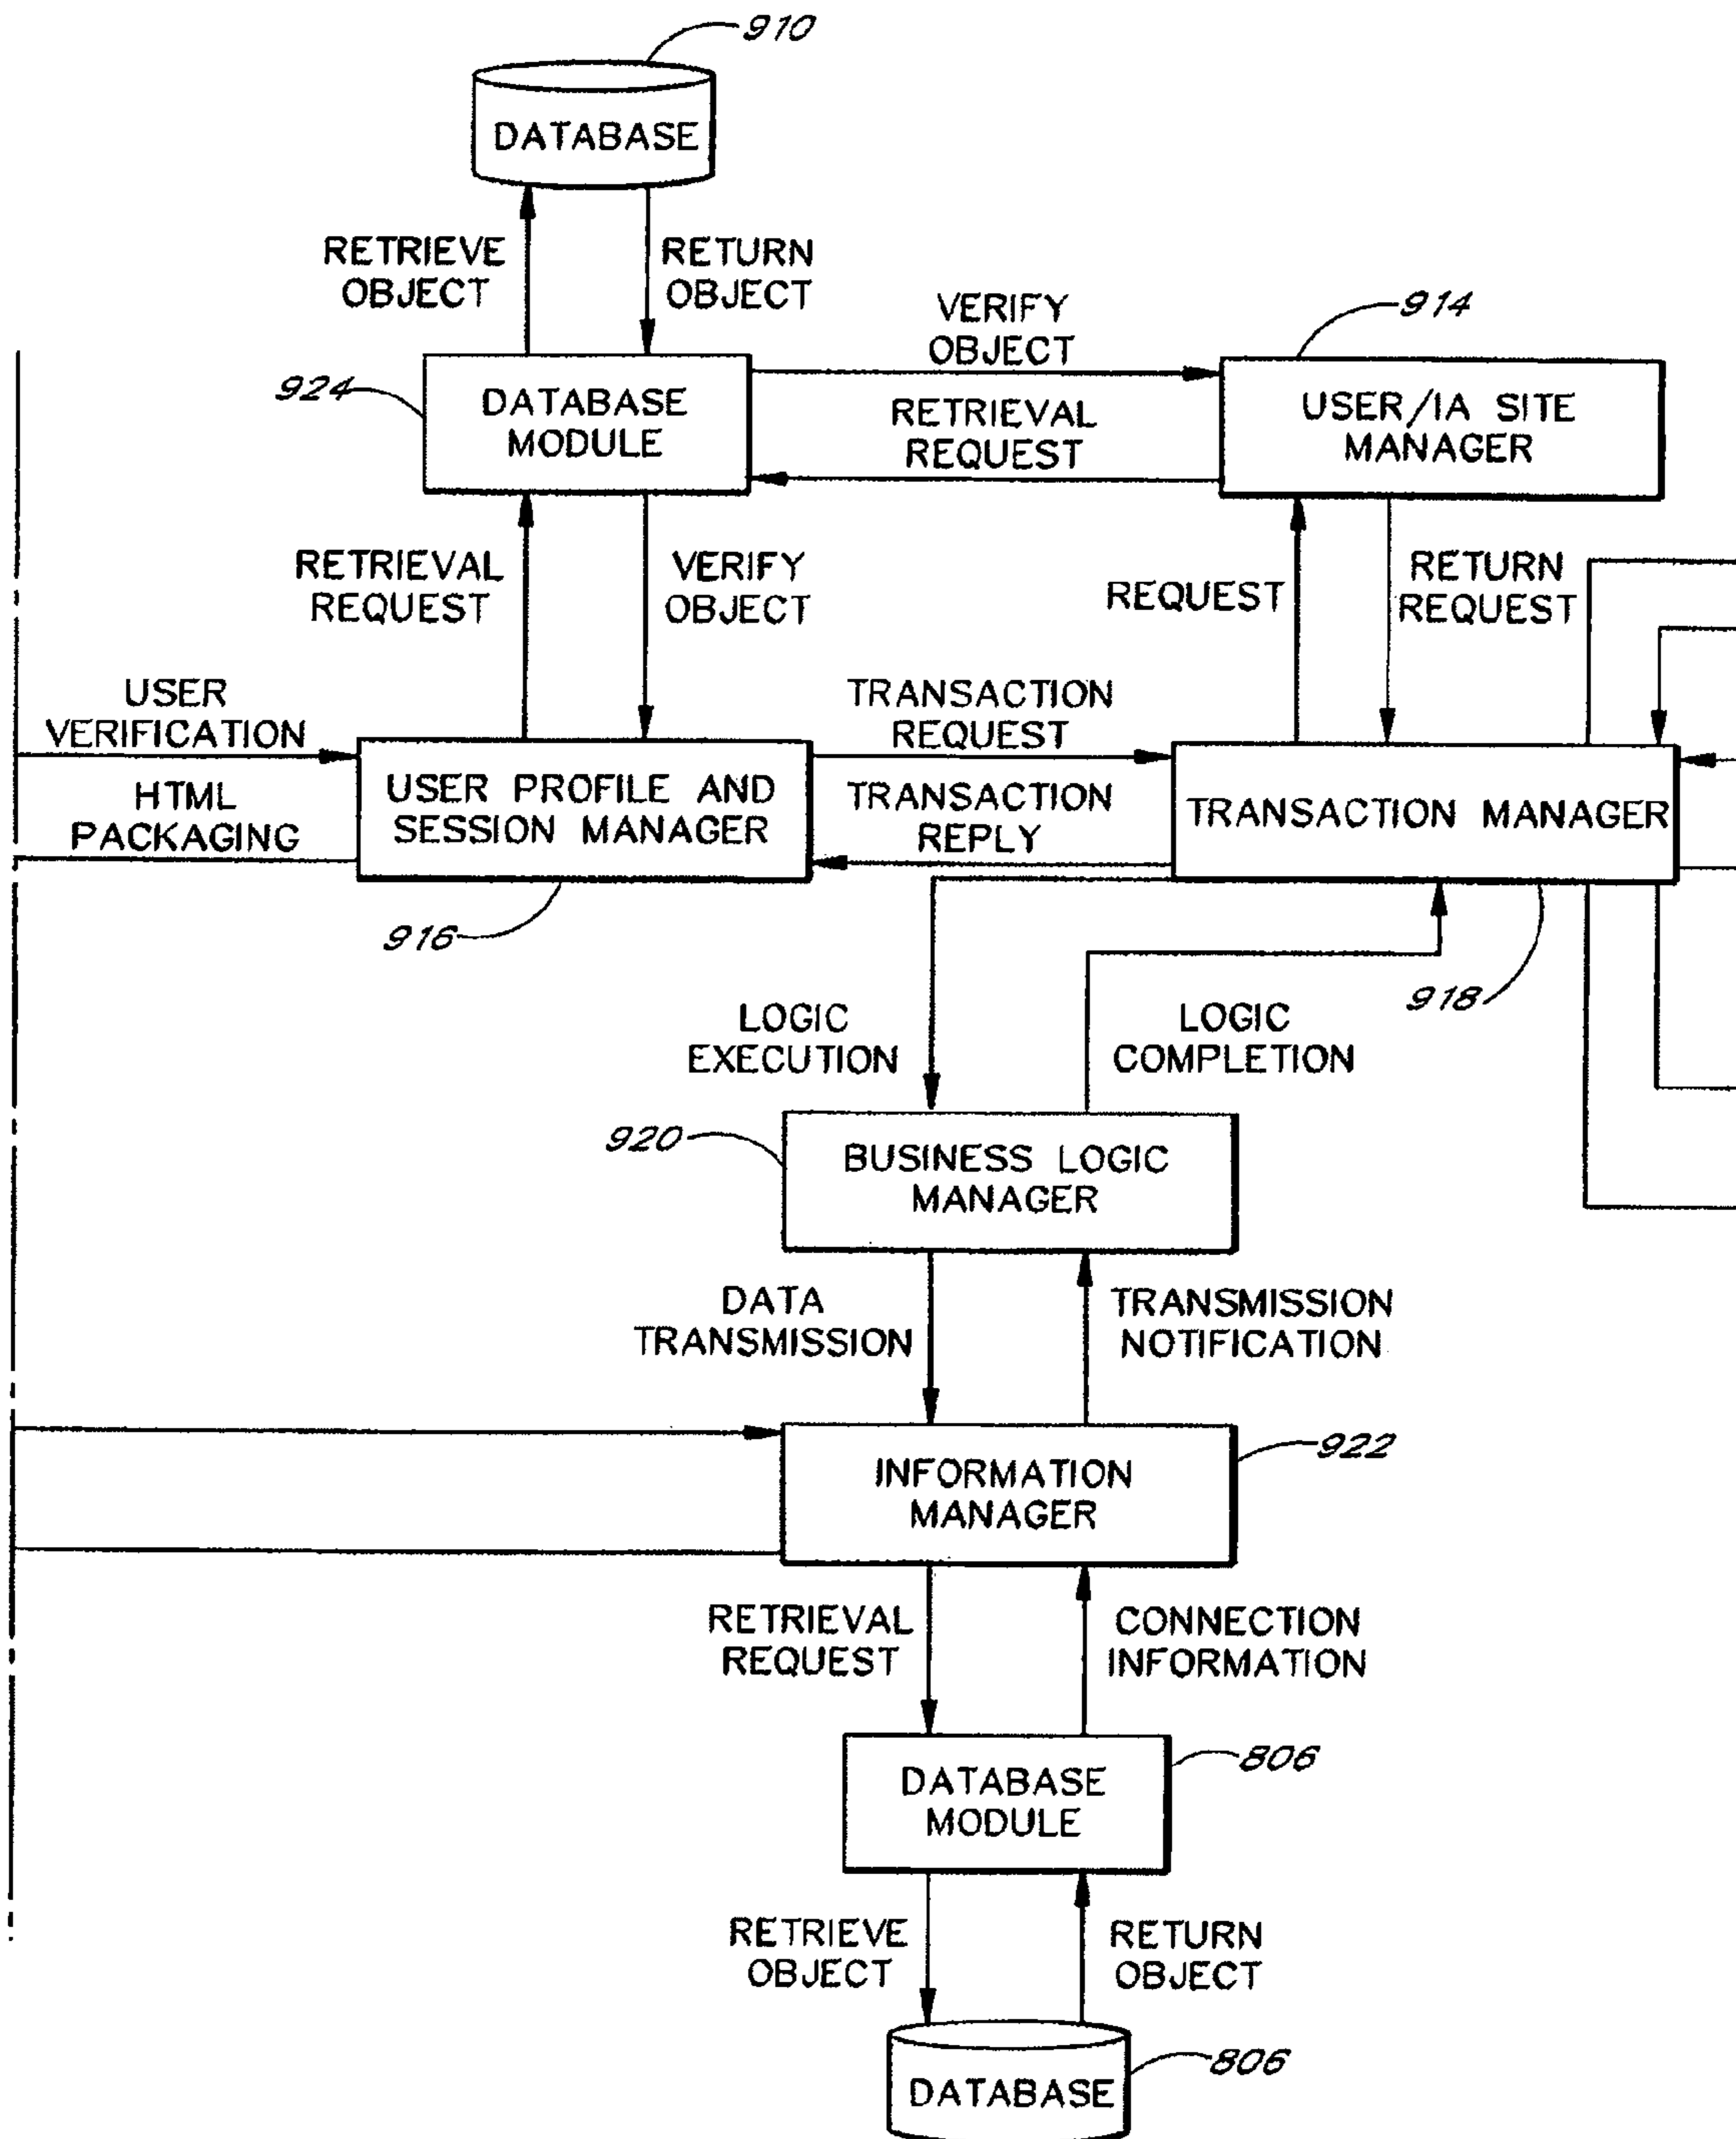 910
DATABASE
RETRIEVE
OBJECT
RETURN
OBJECT
VERIFY
OBJECT
914
924
DATABASE
MODULE
RETRIEVAL
REQUEST
USER/IA SITE
MANAGER
RETRIEVAL
REQUEST
VERIFY
OBJECT
REQUEST
RETURN
REQUEST
USER
VERIFICATION
TRANSACTION
REQUEST
HTML
PACKAGING
USER PROFILE AND
SESSION MANAGER
TRANSACTION
REPLY
TRANSACTION MANAGER
916
918
LOGIC
EXECUTION
LOGIC
COMPLETION
920
BUSINESS LOGIC
MANAGER
DATA
TRANSMISSION
TRANSMISSION
NOTIFICATION
922
INFORMATION
MANAGER
RETRIEVAL
REQUEST
CONNECTION
INFORMATION
806
DATABASE
MODULE
RETRIEVE
OBJECT
RETURN
OBJECT
806
DATABASE